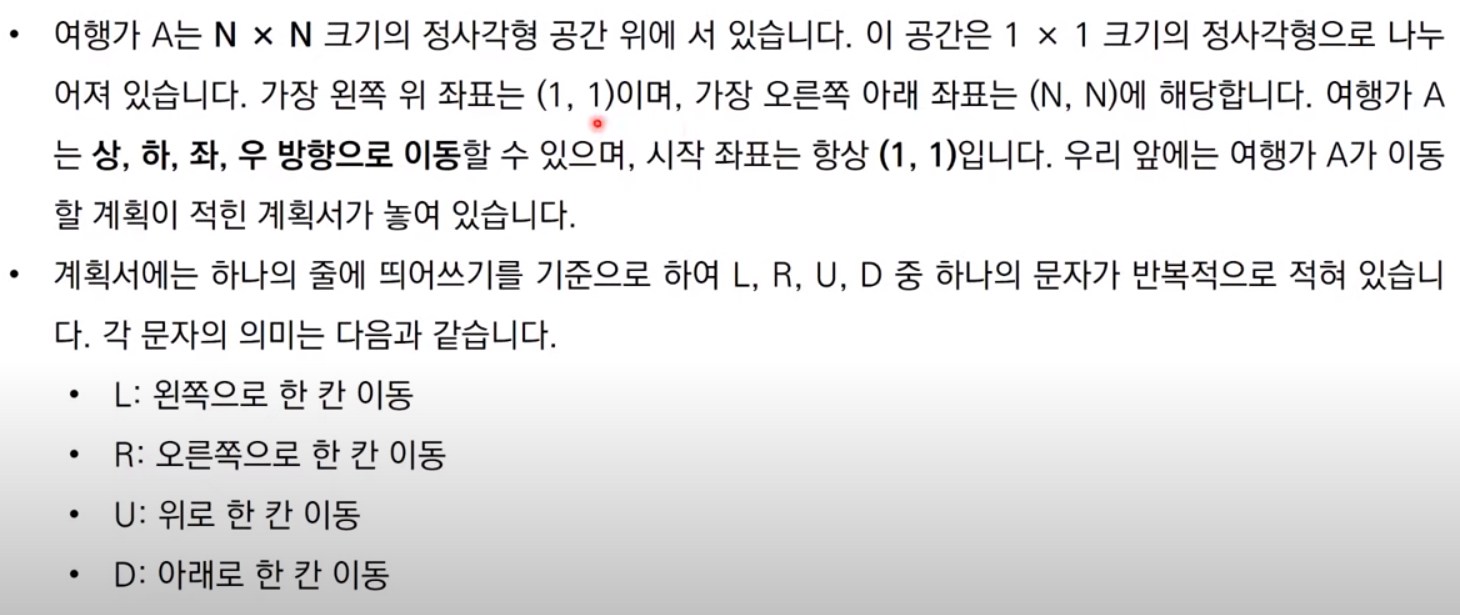 • 여행가 A는 N × N 크기의 정사각형 공간 위에 서 있습니다. 이 공간은 1 × 1 크기의 정사각형으로 나누
어져 있습니다. 가장 왼쪽 위 좌표는 (1, 1)이며, 가장 오른쪽 아래 좌표는 (N, N)에 해당합니다. 여행가 A
는 상, 하, 좌, 우 방향으로 이동할 수 있으며, 시작 좌표는 항상 (1, 1)입니다. 우리 앞에는 여행가 A가 이동
할 계획이 적힌 계획서가 놓여 있습니다.
• 계획서에는 하나의 줄에 띄어쓰기를 기준으로 하여 L, R, U, D 중 하나의 문자가 반복적으로 적혀 있습니
다. 각 문자의 의미는 다음과 같습니다.
• L: 왼쪽으로 한 칸 이동
• R: 오른쪽으로 한 칸 이동
• U: 위로 한 칸 이동
• D: 아래로 한 칸 이동